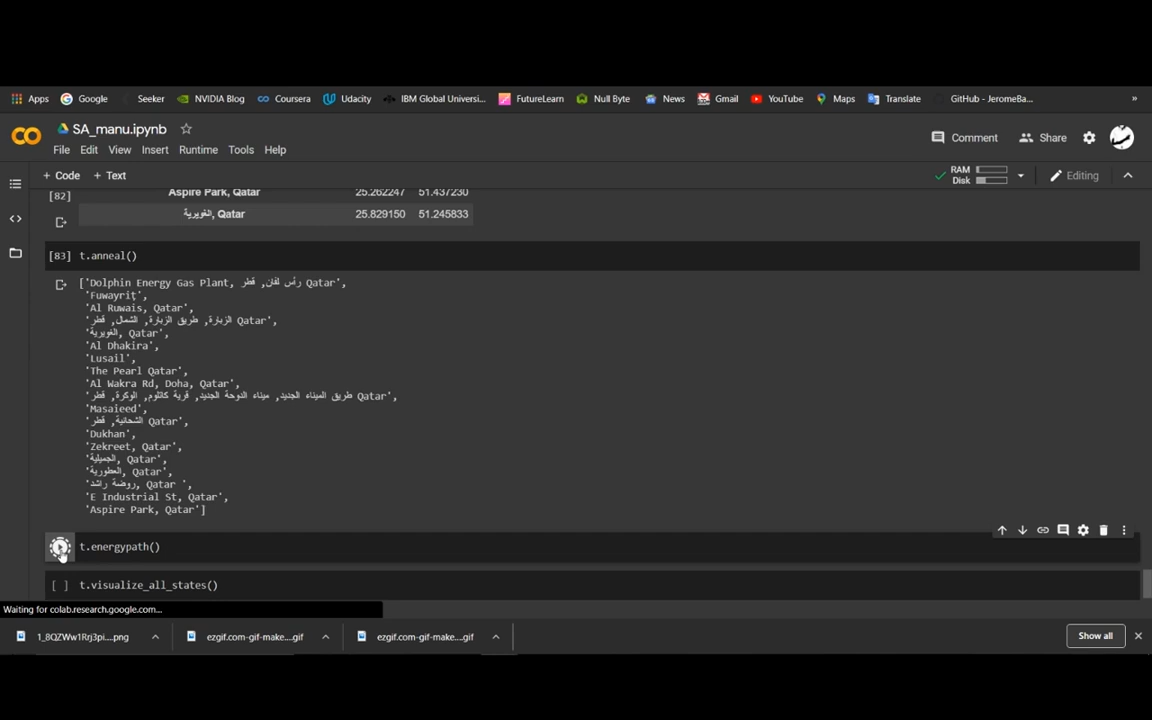 Apps Google Seeker NVIDIA Blog Coursera Udacity IBM Global Universi... FutureLearn Null Byte News Gmail YouTube Maps Translate GitHub - JeromeBa... »
SA_manu.ipynb
Comment Share
File Edit View Insert Runtime Tools Help
+ Code + Text RAM Disk Editing
[82] Aspire Park, Qatar 25.262247 51.437230
الغويرية, Qatar 25.829150 51.245833
[83] t.anneal()
['Dolphin Energy Gas Plant, رأس لفان, قطر Qatar',
'Fuwayriţ',
'Al Ruwais, Qatar',
'الزبارة, طريق الزبارة, الشمال, قطر Qatar',
'الغويرية, Qatar',
'Al Dhakira',
'Lusail',
'The Pearl Qatar',
'Al Wakra Rd, Doha, Qatar',
'طريق الميناء الجديد, ميناء الدوحة الجديد, قرية كانلوم, الوكرة, قطر Qatar',
'Masaieed',
'الشحانية, قطر Qatar',
'Dukhan',
'Zekreet, Qatar',
'الجميلية, Qatar',
'العطورية, Qatar',
'روضة راشد, Qatar ',
'E Industrial St, Qatar',
'Aspire Park, Qatar']
t.energypath()
[ ] t.visualize_all_states()
Waiting for colab.research.google.com...
1_8QZWw1Rrj3pi....png ezgif.com-gif-make....gif ezgif.com-gif-make....gif Show all